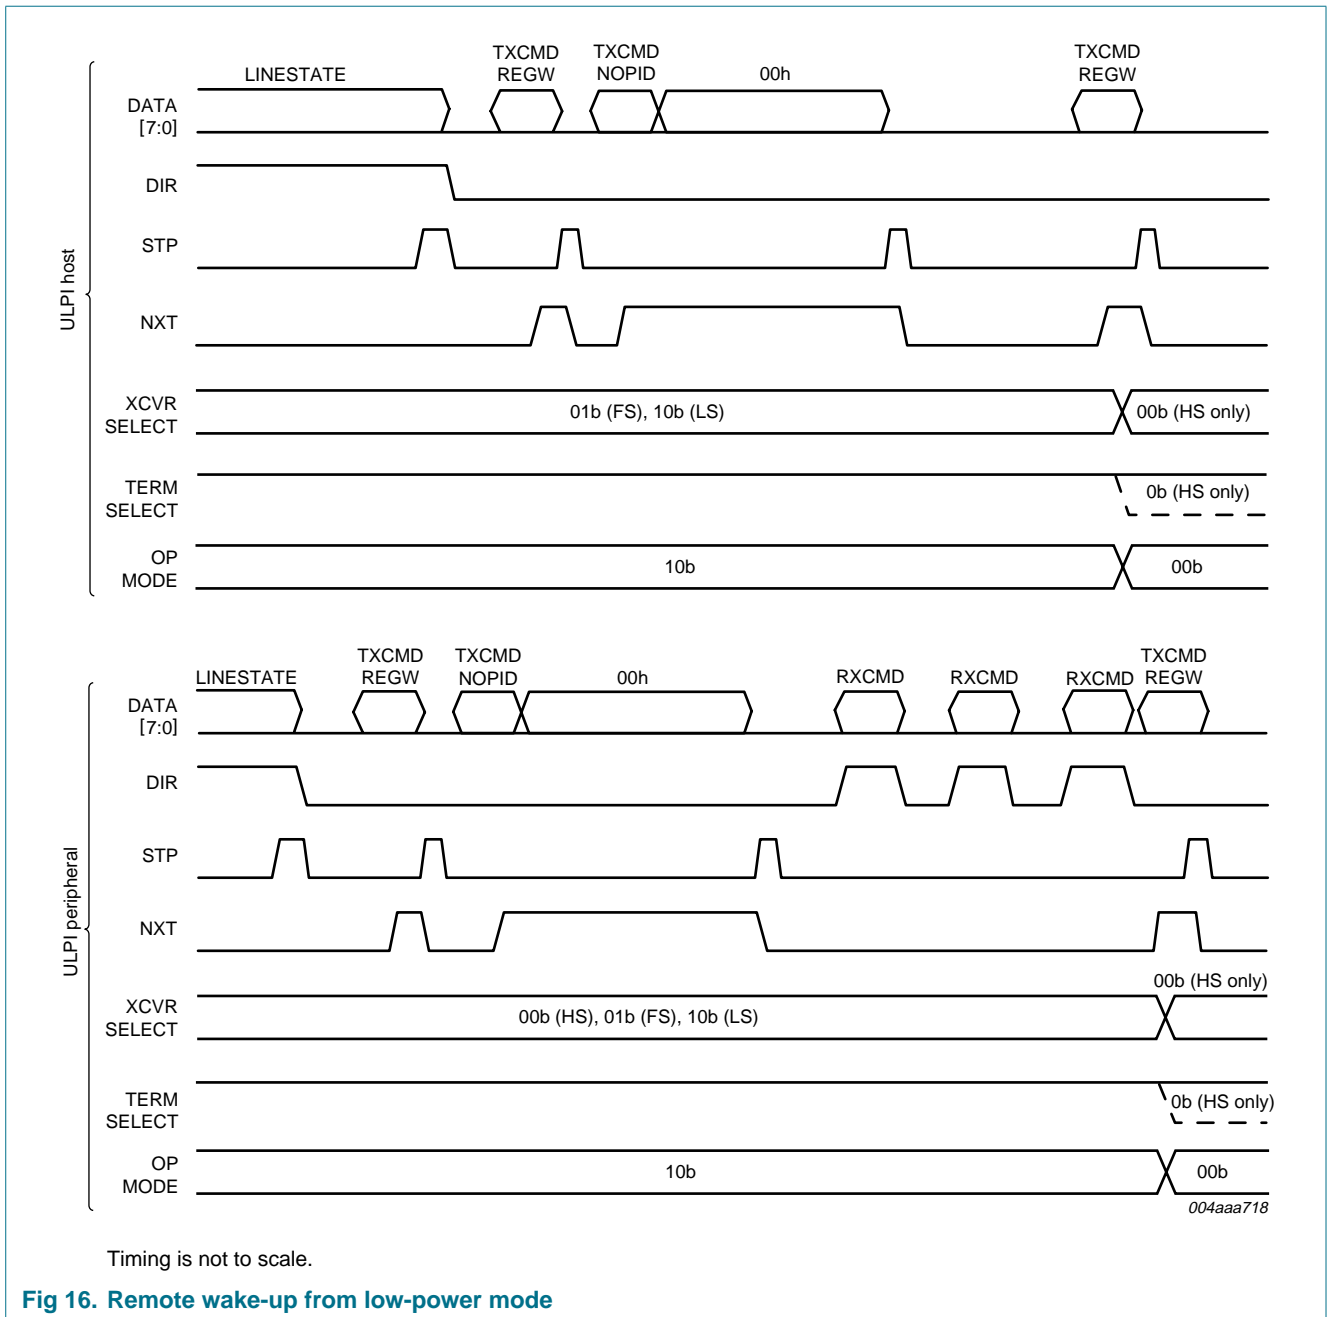 TXCMD
REGW
TXCMD
NOPID
TXCMD
REGW
LINESTATE
00h
DATA
[7:0]
DIR
STP
NXT
ULPI host
XCVR
SELECT
01b (FS), 10b (LS)
00b (HS only)
TERM
SELECT
0b (HS only)
OP
MODE
10b
00b
TXCMD
REGW
TXCMD
NOPID
TXCMD
REGW
LINESTATE
00h
RXCMD
RXCMD
RXCMD
DATA
[7:0]
DIR
STP
NXT
ULPI peripheral
00b (HS only)
XCVR
SELECT
00b (HS), 01b (FS), 10b (LS)
TERM
SELECT
0b (HS only)
OP
MODE
10b
00b
004aaa718
Timing is not to scale.
Fig 16. Remote wake-up from low-power mode